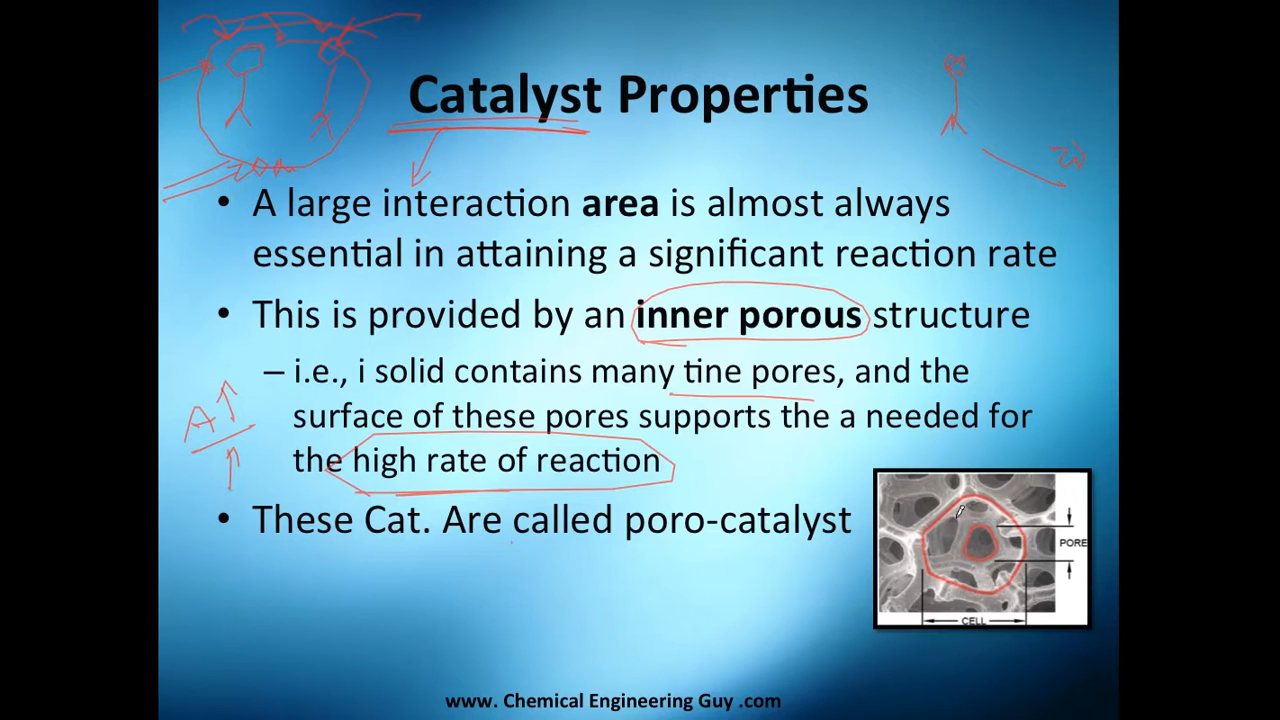 Catalyst Properties
• A large interaction area is almost always
essential in attaining a significant reaction rate
• This is provided by an inner porous structure
– i.e., i solid contains many tine pores, and the
surface of these pores supports the a needed for
the high rate of reaction
A
• These Cat. Are called poro-catalyst
PORE
CELL
www. Chemical Engineering Guy .com